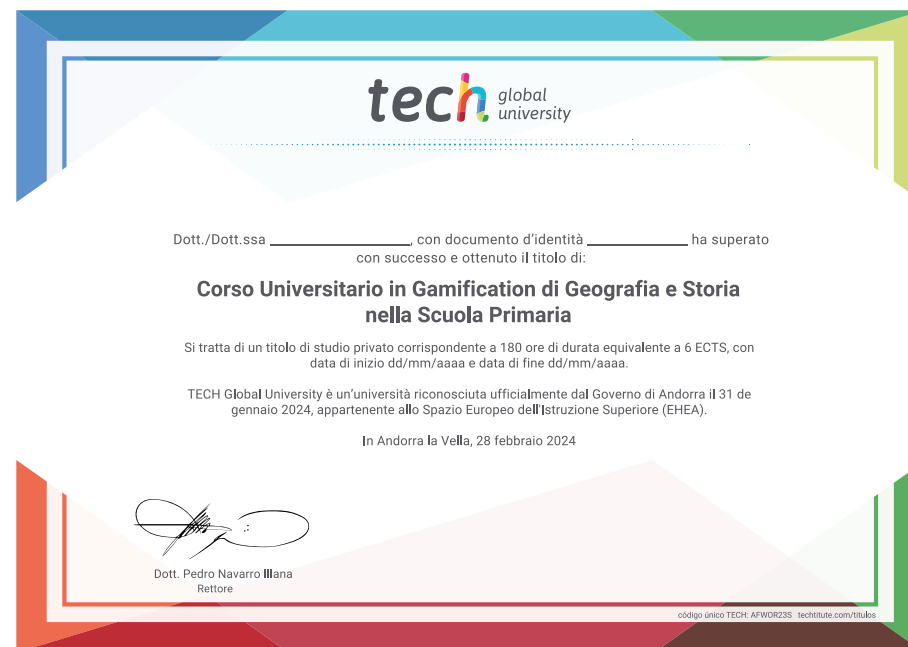 tech global university
Dott./Dott.ssa ____________________, con documento d'identità ______________ ha superato
con successo e ottenuto il titolo di:
Corso Universitario in Gamification di Geografia e Storia
nella Scuola Primaria
Si tratta di un titolo di studio privato corrispondente a 180 ore di durata equivalente a 6 ECTS, con
data di inizio dd/mm/aaaa e data di fine dd/mm/aaaa.
TECH Global University è un'università riconosciuta ufficialmente dal Governo di Andorra il 31 de
gennaio 2024, appartenente allo Spazio Europeo dell'Istruzione Superiore (EHEA).
In Andorra la Vella, 28 febbraio 2024
Dott. Pedro Navarro Illana
Rettore
código único TECH: AFWOR23S techtitute.com/titulos